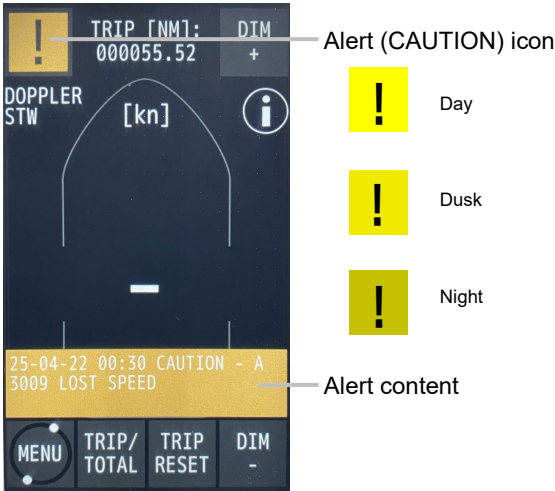 !
TRIP [NM]:
000055.52
DIM
+
Alert (CAUTION) icon
DOPPLER
STW
[kn]
i
! Day
! Dusk
! Night
-
25-04-22 00:30 CAUTION - A
3009 LOST SPEED
Alert content
MENU
TRIP/
TOTAL
TRIP
RESET
DIM
-